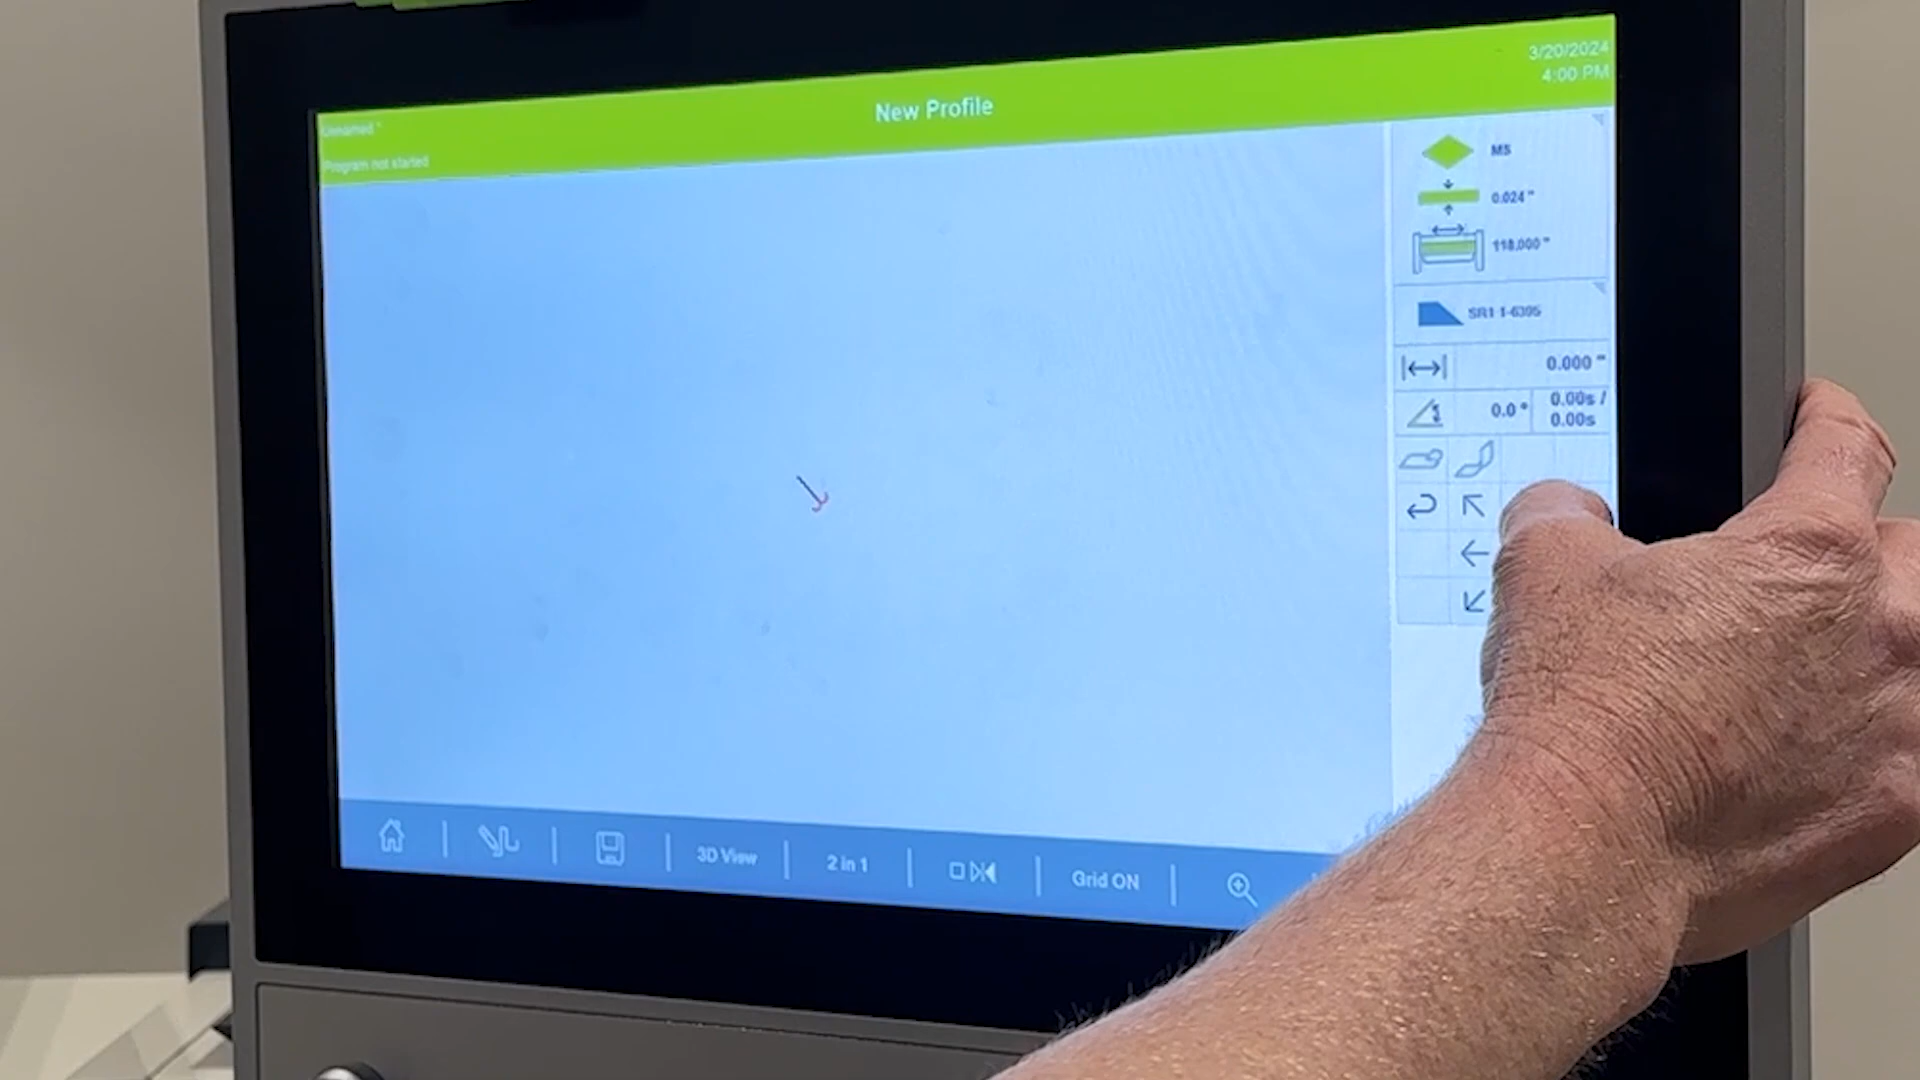 3/20/2024
4:00 PM
New Profile
Unnamed *
Program not started
MS
0.024 "
118.000 "
SR1 1-6395
0.000 "
0.0 °
0.00s /
0.00s
3D View
2 in 1
Grid ON